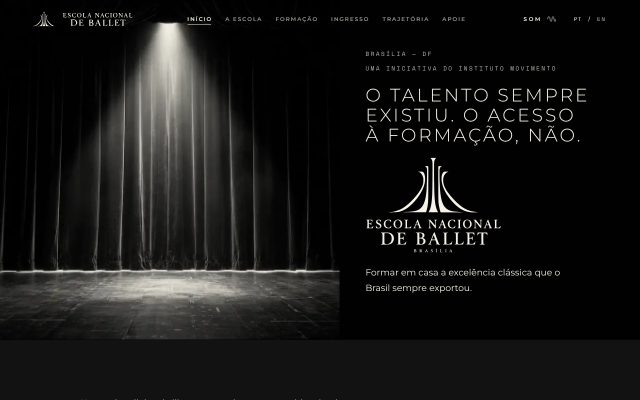 ESCOLA NACIONAL
DE BALLET
INÍCIO A ESCOLA FORMAÇÃO INGRESSO TRAJETÓRIA APOIE
SOM
PT / EN
BRASÍLIA — DF
UMA INICIATIVA DO INSTITUTO MOVIMENTO
O TALENTO SEMPRE
EXISTIU. O ACESSO
À FORMAÇÃO, NÃO.
ESCOLA NACIONAL
DE BALLET
BRASÍLIA
Formar em casa a excelência clássica que o
Brasil sempre exportou.